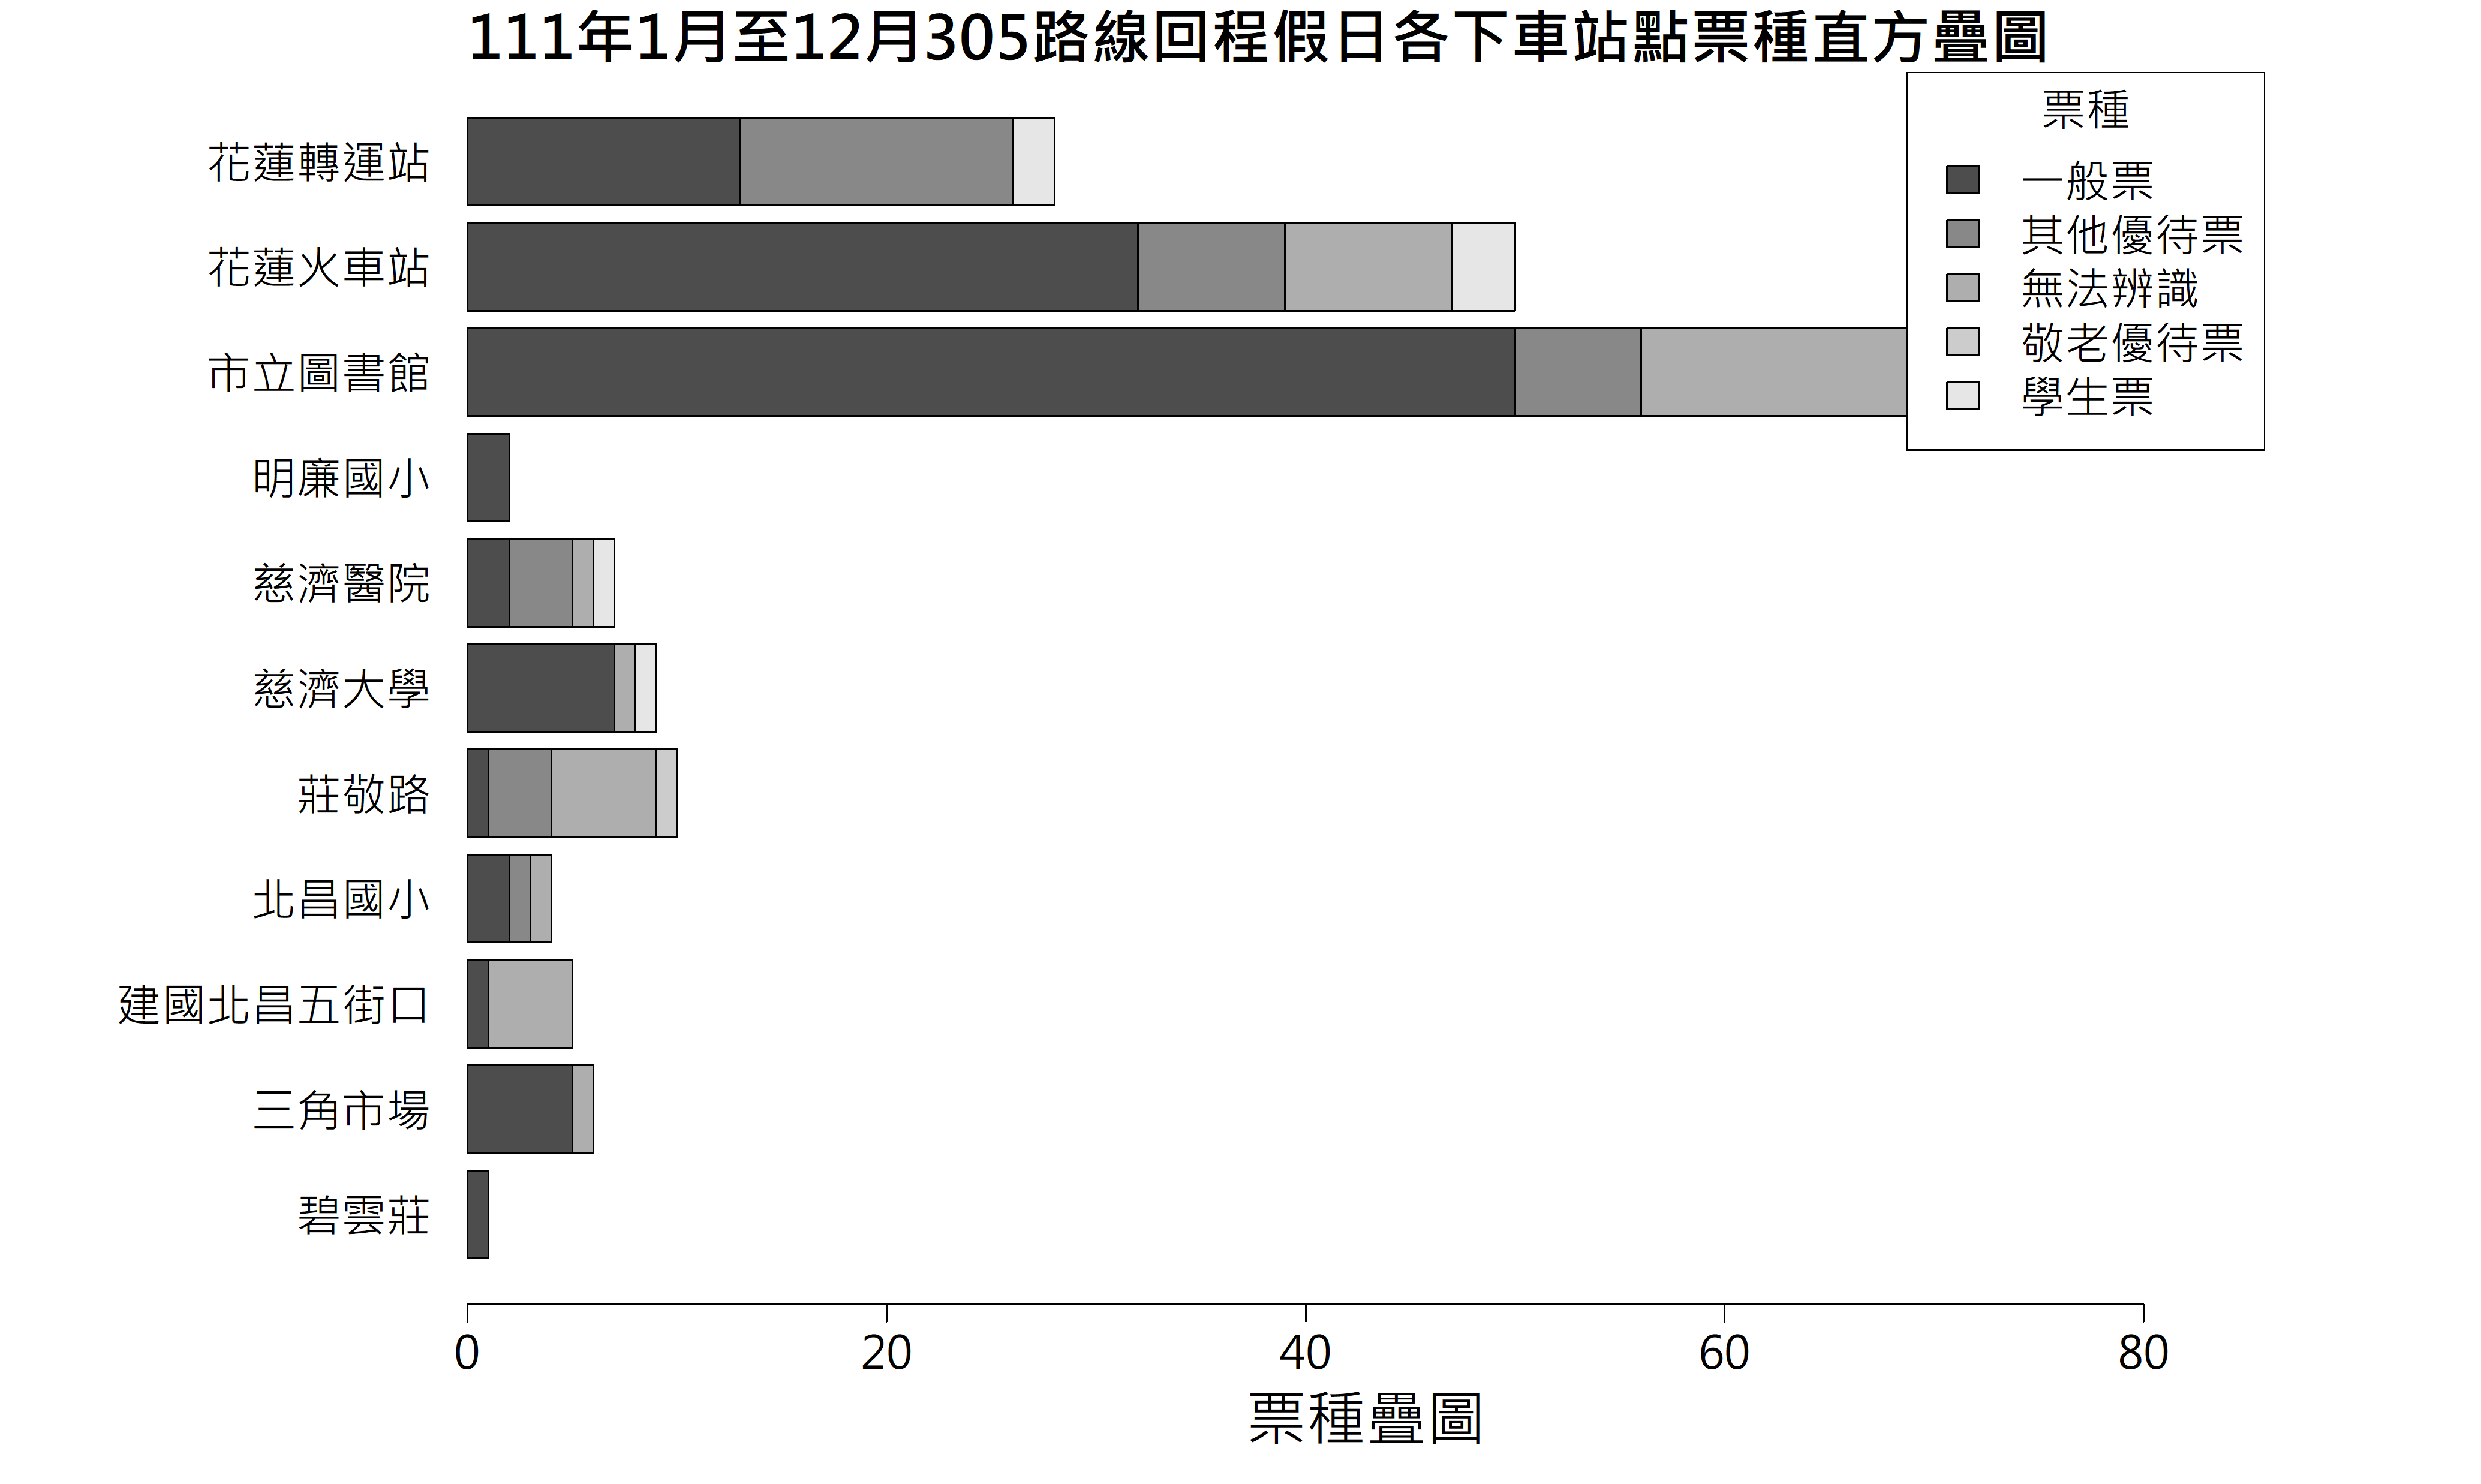 111年1月至12月305路線回程假日各下車站點票種直方疊圖
票種
一般票
其他優待票
無法辨識
敬老優待票
學生票
花蓮轉運站
花蓮火車站
市立圖書館
明廉國小
慈濟醫院
慈濟大學
莊敬路
北昌國小
建國北昌五街口
三角市場
碧雲莊
0 20 40 60 80
票種疊圖